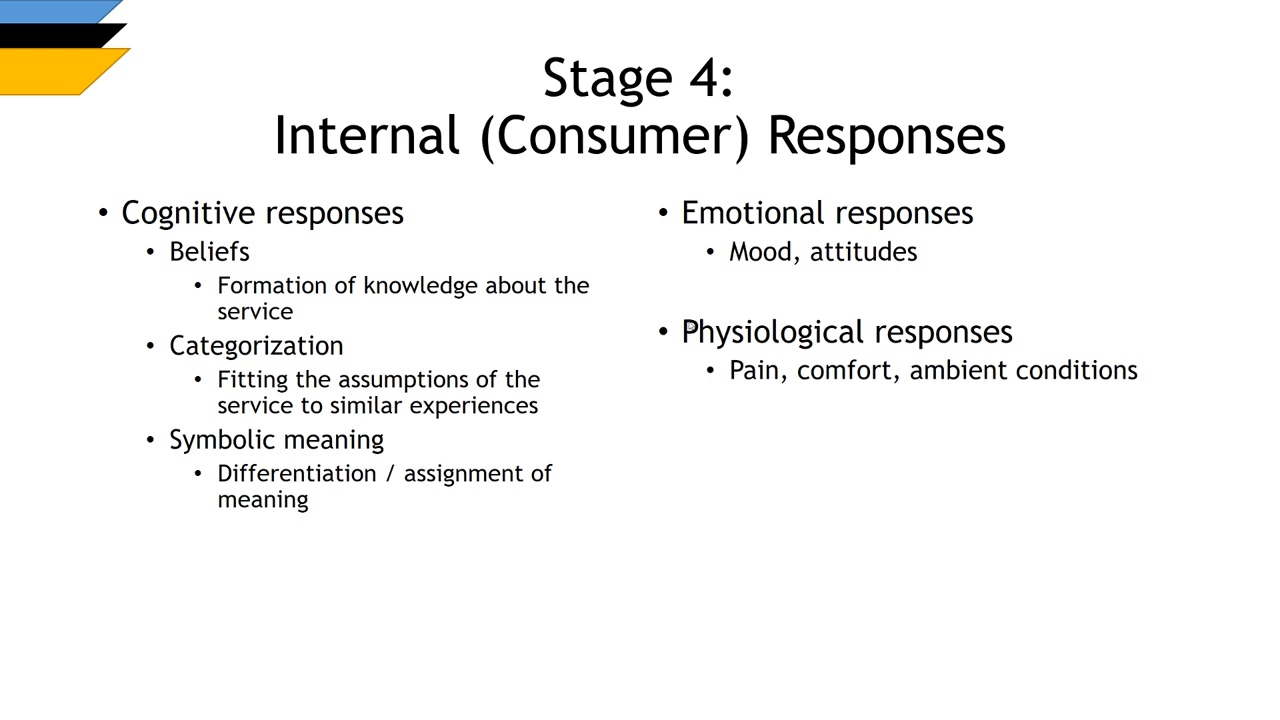 Stage 4:
Internal (Consumer) Responses
• Cognitive responses
• Beliefs
• Formation of knowledge about the
service
• Categorization
• Fitting the assumptions of the
service to similar experiences
• Symbolic meaning
• Differentiation / assignment of
meaning
• Emotional responses
• Mood, attitudes
• Physiological responses
• Pain, comfort, ambient conditions